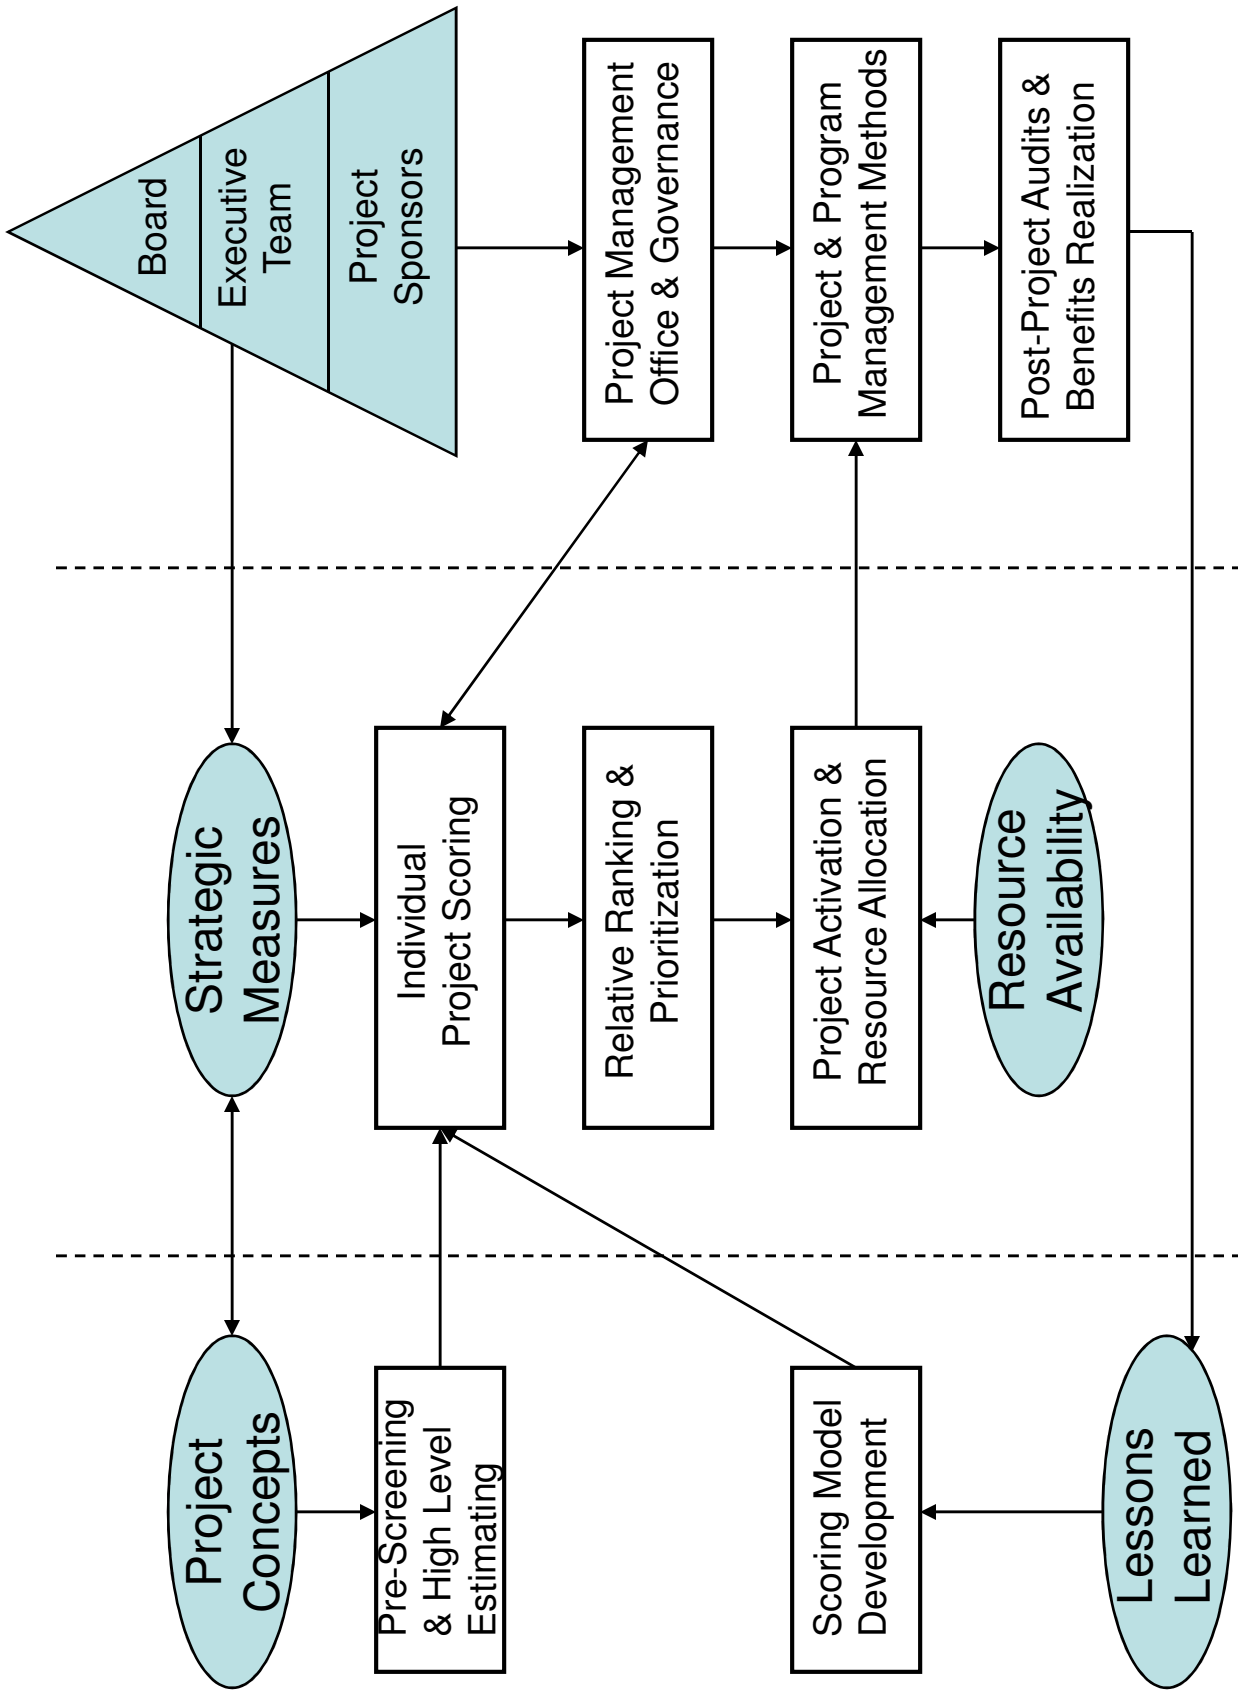 Project
Concepts
Pre-Screening
& High Level
Estimating
Scoring Model
Development
Lessons
Learned
Strategic
Measures
Individual
Project Scoring
Relative Ranking &
Prioritization
Project Activation &
Resource Allocation
Resource
Availability
Board
Executive
Team
Project
Sponsors
Project Management
Office & Governance
Project & Program
Management Methods
Post-Project Audits &
Benefits Realization